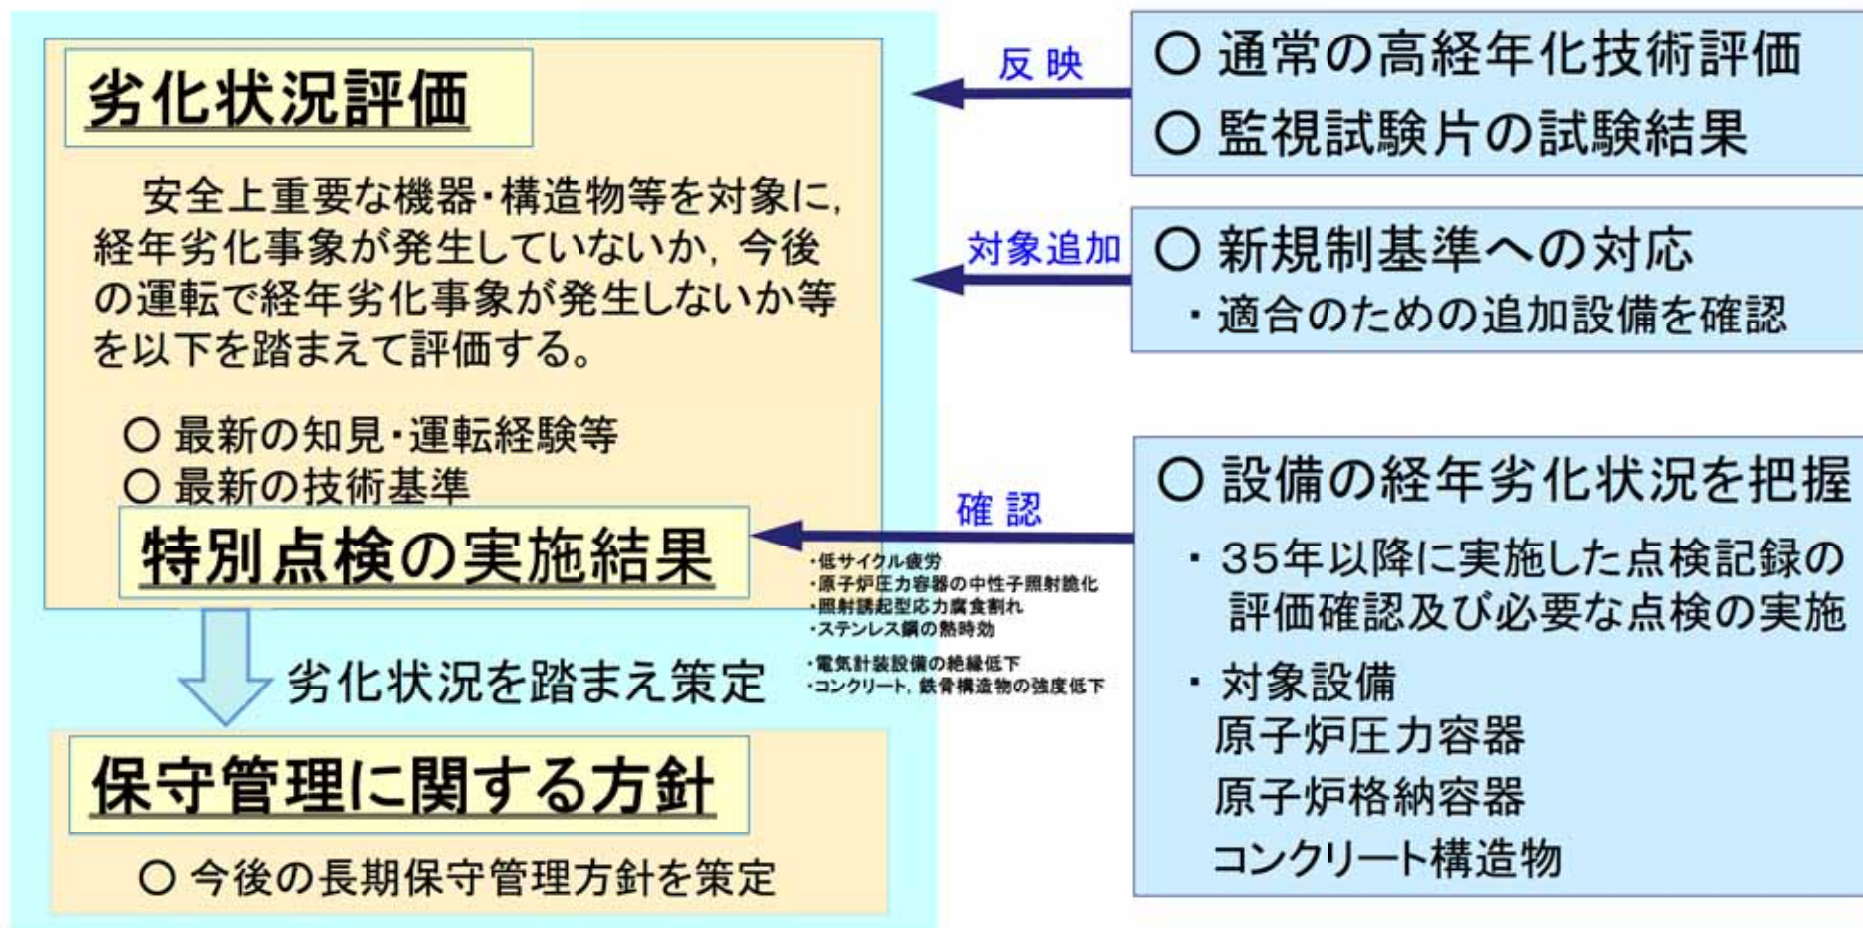 劣化状況評価
安全上重要な機器・構造物等を対象に,
経年劣化事象が発生していないか, 今後
の運転で経年劣化事象が発生しないか等
を以下を踏まえて評価する。
○ 最新の知見・運転経験等
○ 最新の技術基準
特別点検の実施結果
劣化状況を踏まえ策定
保守管理に関する方針
○ 今後の長期保守管理方針を策定
反 映
○ 通常の高経年化技術評価
○ 監視試験片の試験結果
対象追加
○ 新規制基準への対応
・適合のための追加設備を確認
確 認
・低サイクル疲労
・原子炉圧力容器の中性子照射脆化
・照射誘起型応力腐食割れ
・ステンレス鋼の熱時効
・電気計装設備の絶縁低下
・コンクリート, 鉄骨構造物の強度低下
○ 設備の経年劣化状況を把握
・35年以降に実施した点検記録の
評価確認及び必要な点検の実施
・対象設備
原子炉圧力容器
原子炉格納容器
コンクリート構造物